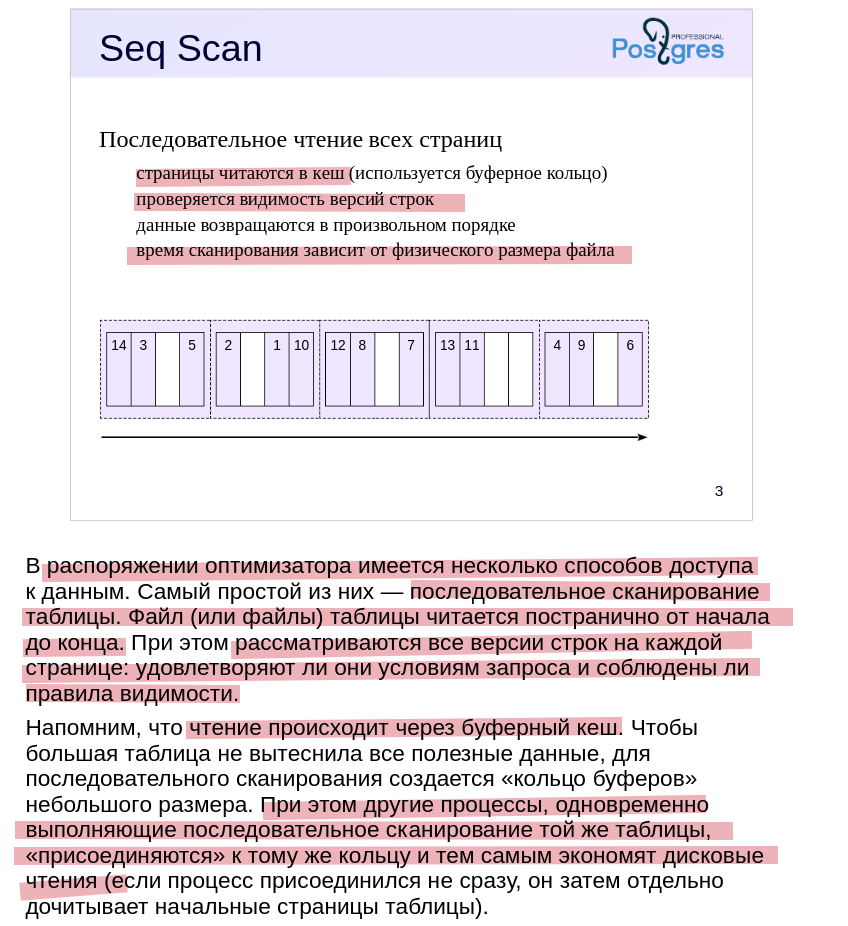 Seq Scan
PROFESSIONAL
Postgres
Последовательное чтение всех страниц
страницы читаются в кеш (используется буферное кольцо)
проверяется видимость версий строк
данные возвращаются в произвольном порядке
время сканирования зависит от физического размера файла
14 3 5 2 1 10 12 8 7 13 11 4 9 6
3
В распоряжении оптимизатора имеется несколько способов доступа
к данным. Самый простой из них — последовательное сканирование
таблицы. Файл (или файлы) таблицы читается постранично от начала
до конца. При этом рассматриваются все версии строк на каждой
странице: удовлетворяют ли они условиям запроса и соблюдены ли
правила видимости.
Напомним, что чтение происходит через буферный кеш. Чтобы
большая таблица не вытеснила все полезные данные, для
последовательного сканирования создается «кольцо буферов»
небольшого размера. При этом другие процессы, одновременно
выполняющие последовательное сканирование той же таблицы,
«присоединяются» к тому же кольцу и тем самым экономят дисковые
чтения (если процесс присоединился не сразу, он затем отдельно
дочитывает начальные страницы таблицы).